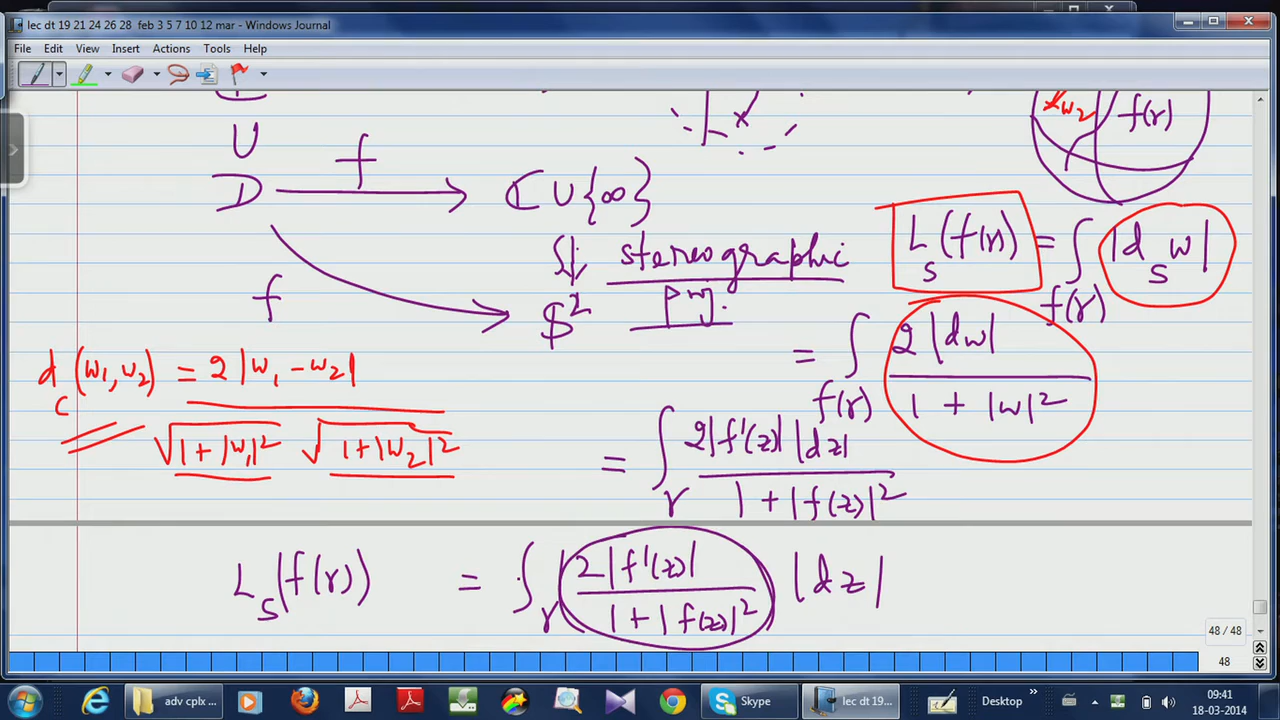 lec dt 19 21 24 26 28 feb 3 5 7 10 12 mar - Windows Journal
File Edit View Insert Actions Tools Help
w₂ f(γ)
U
D f ℂ ∪ {∞}
f
S| stereographic proj.
$²
L_S(f(γ)) = ∫_{f(γ)} |d_S w|
= ∫_{f(γ)} 2|dw| / 1 + |w|²
d_C(w₁, w₂) = 2|w₁ - w₂| / √1+|w₁|² √1+|w₂|²
= ∫_γ 2|f'(z)| |dz| / 1 + |f(z)|²
L_S(f(γ)) = ∫_γ (2|f'(z)| / 1 + |f(z)|²) |dz|
48 / 48
48
adv cplx ...
Skype
lec dt 19...
Desktop
09:41
18-03-2014